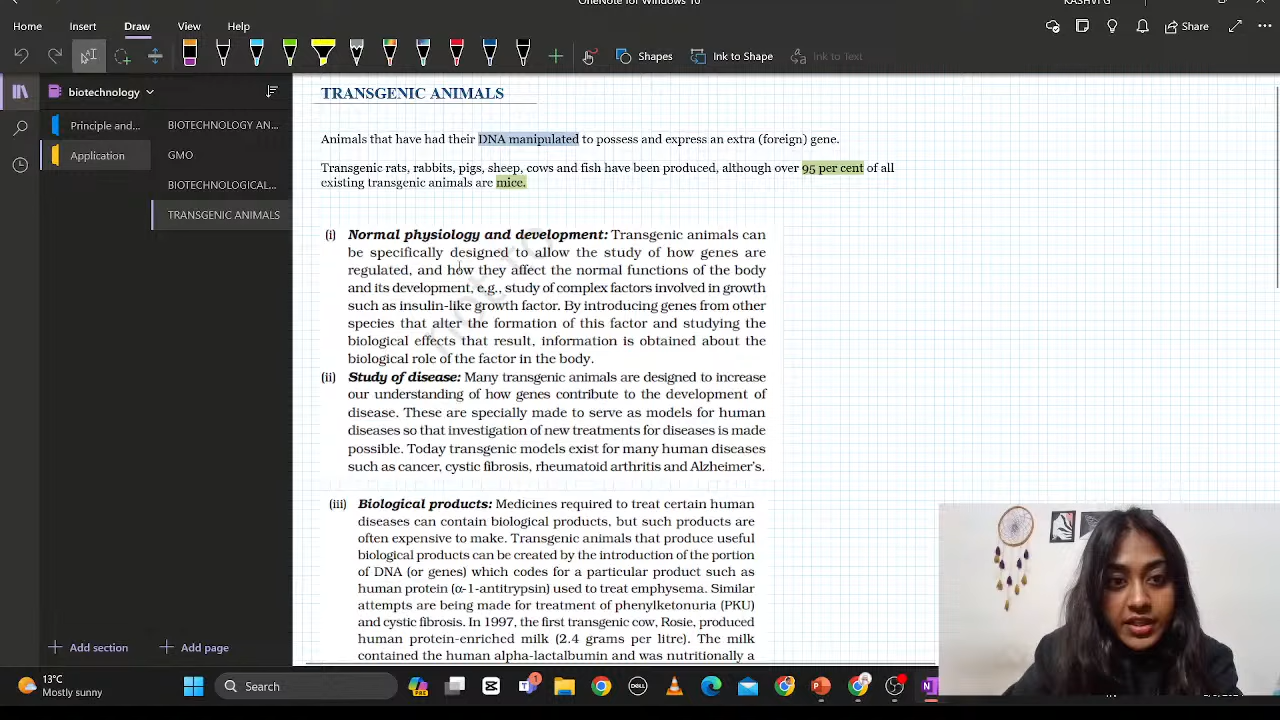 OneNote for Windows 10
KASHVI G
Home Insert Draw View Help
Share
Shapes Ink to Shape Ink to Text
biotechnology
Principle and... BIOTECHNOLOGY AN...
Application GMO
BIOTECHNOLOGICAL...
TRANSGENIC ANIMALS
TRANSGENIC ANIMALS
Animals that have had their DNA manipulated to possess and express an extra (foreign) gene.
Transgenic rats, rabbits, pigs, sheep, cows and fish have been produced, although over 95 per cent of all
existing transgenic animals are mice.
(i) Normal physiology and development: Transgenic animals can
be specifically designed to allow the study of how genes are
regulated, and how they affect the normal functions of the body
and its development, e.g., study of complex factors involved in growth
such as insulin-like growth factor. By introducing genes from other
species that alter the formation of this factor and studying the
biological effects that result, information is obtained about the
biological role of the factor in the body.
(ii) Study of disease: Many transgenic animals are designed to increase
our understanding of how genes contribute to the development of
disease. These are specially made to serve as models for human
diseases so that investigation of new treatments for diseases is made
possible. Today transgenic models exist for many human diseases
such as cancer, cystic fibrosis, rheumatoid arthritis and Alzheimer's.
(iii) Biological products: Medicines required to treat certain human
diseases can contain biological products, but such products are
often expensive to make. Transgenic animals that produce useful
biological products can be created by the introduction of the portion
of DNA (or genes) which codes for a particular product such as
human protein (α-1-antitrypsin) used to treat emphysema. Similar
attempts are being made for treatment of phenylketonuria (PKU)
and cystic fibrosis. In 1997, the first transgenic cow, Rosie, produced
human protein-enriched milk (2.4 grams per litre). The milk
contained the human alpha-lactalbumin and was nutritionally a
Add section Add page
13°C
Mostly sunny
Search